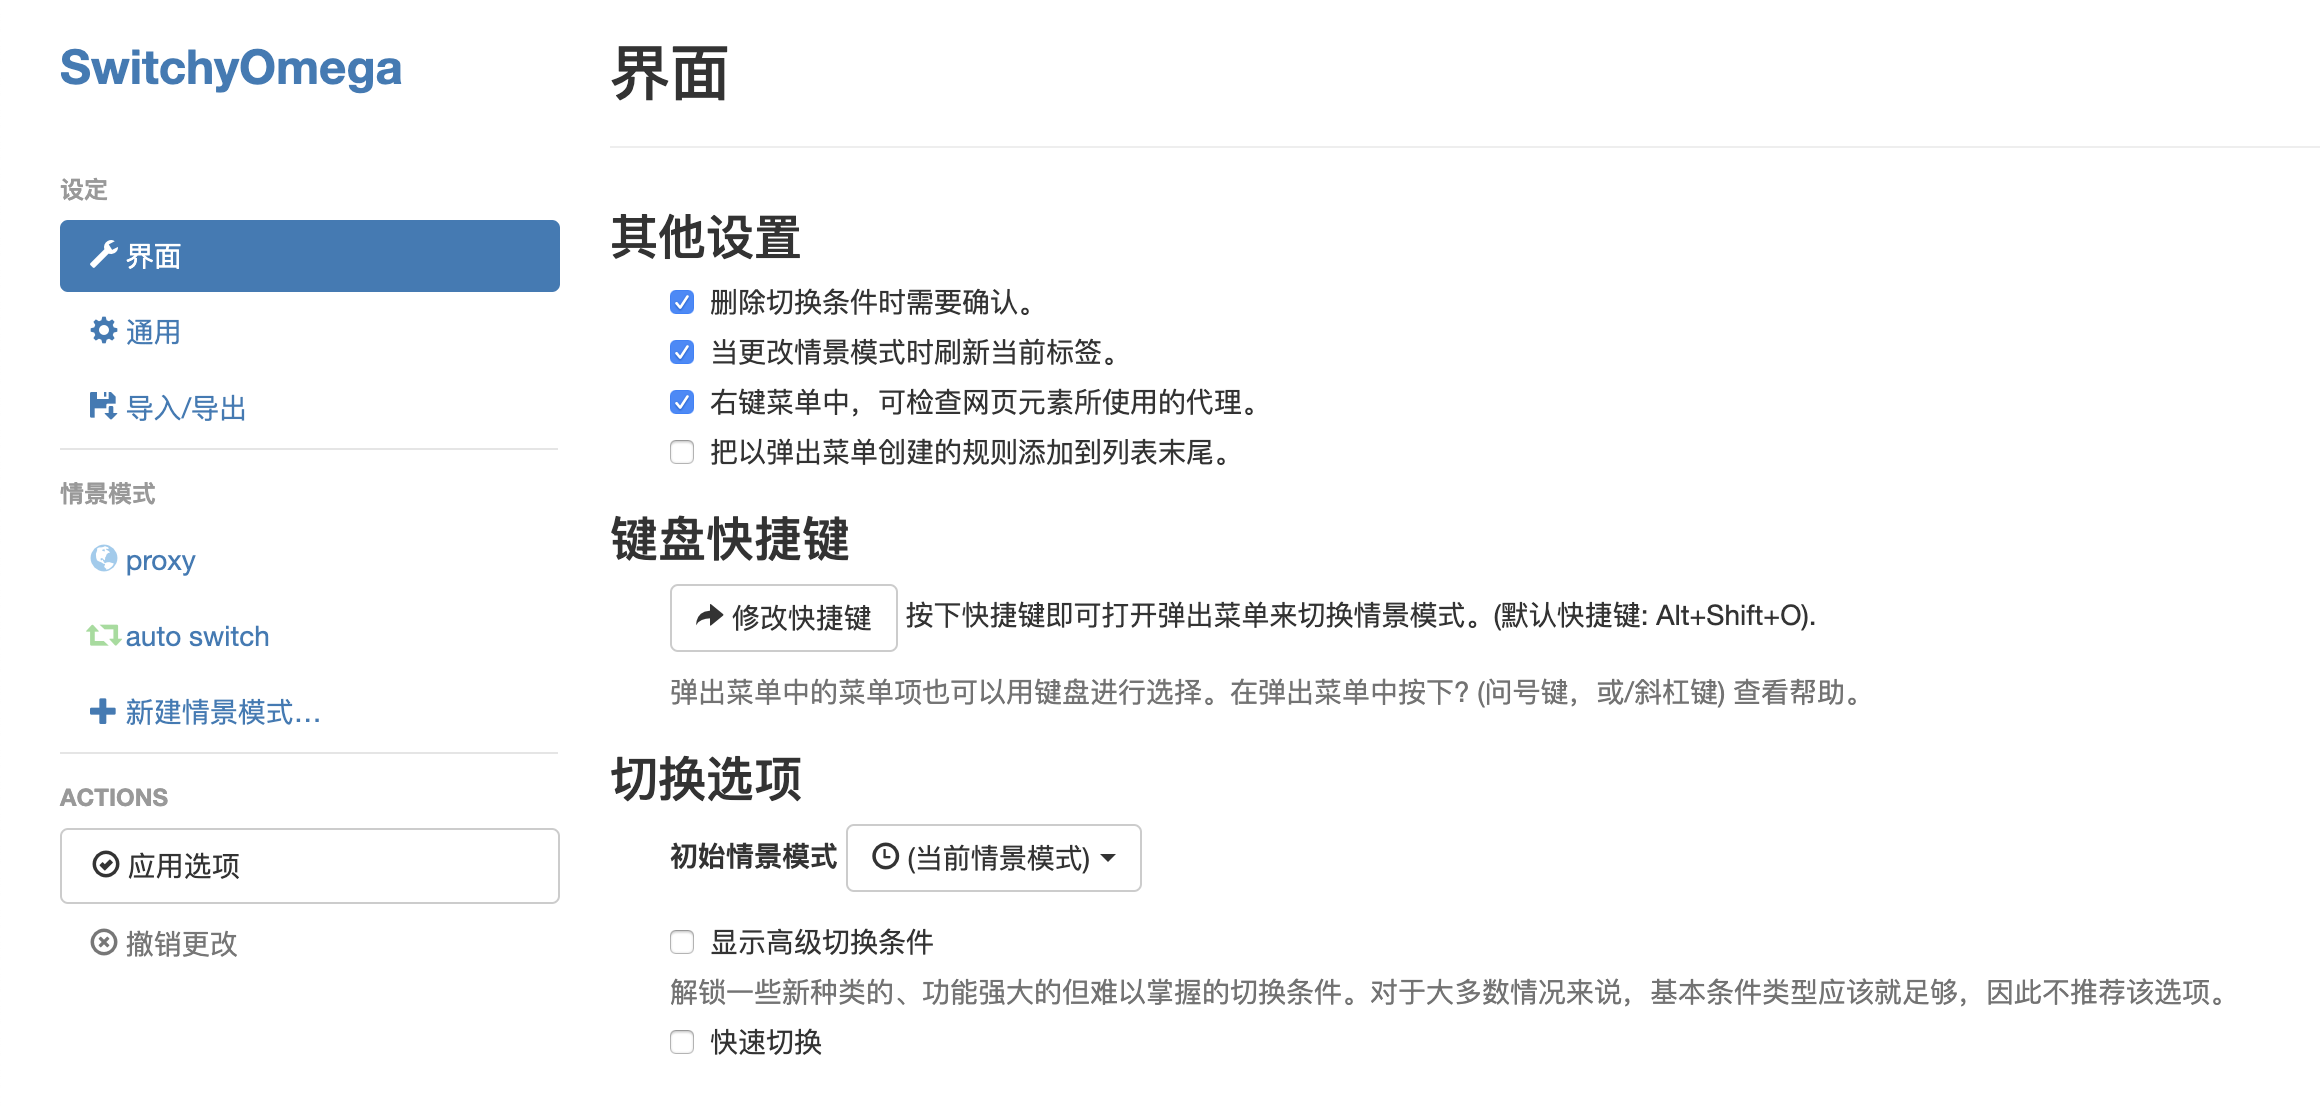 SwitchyOmega
设定
界面
通用
导入/导出
情景模式
proxy
auto switch
新建情景模式...
ACTIONS
应用选项
撤销更改
界面
其他设置
删除切换条件时需要确认。
当更改情景模式时刷新当前标签。
右键菜单中，可检查网页元素所使用的代理。
把以弹出菜单创建的规则添加到列表末尾。
键盘快捷键
修改快捷键 按下快捷键即可打开弹出菜单来切换情景模式。(默认快捷键: Alt+Shift+O).
弹出菜单中的菜单项也可以用键盘进行选择。在弹出菜单中按下? (问号键，或/斜杠键) 查看帮助。
切换选项
初始情景模式 (当前情景模式)
显示高级切换条件
解锁一些新种类的、功能强大的但难以掌握的切换条件。对于大多数情况来说，基本条件类型应该就足够，因此不推荐该选项。
快速切换